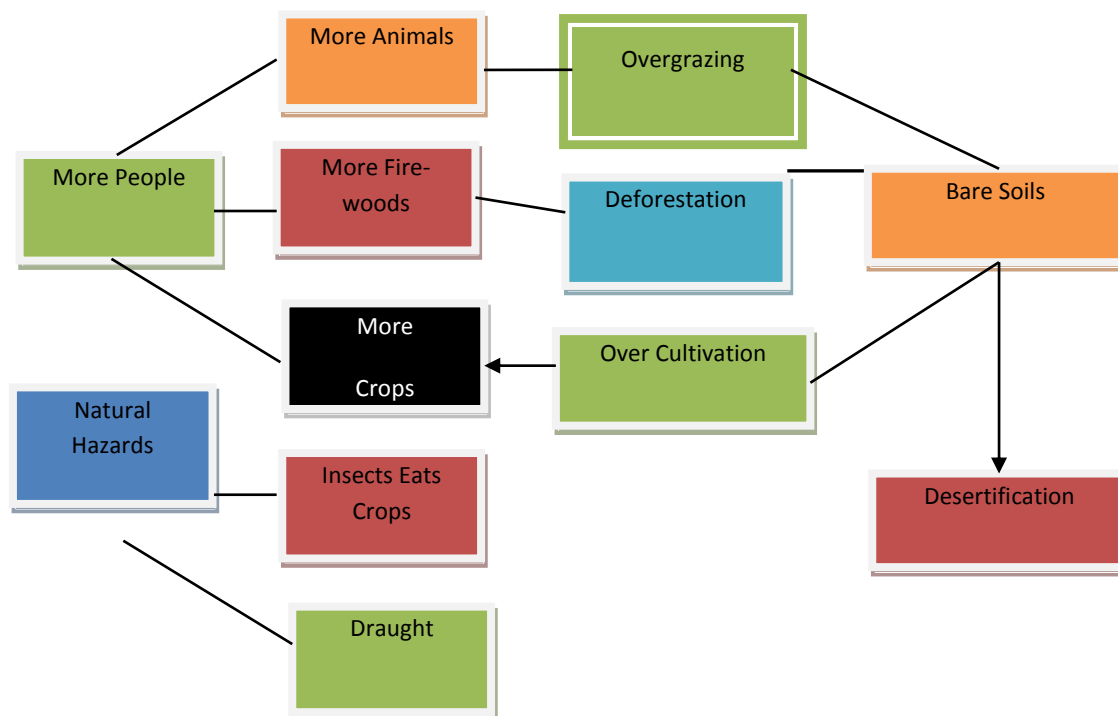 More Animals
Overgrazing
More People
More Fire-
woods
Deforestation
Bare Soils
More
Crops
Over Cultivation
Natural
Hazards
Insects Eats
Crops
Desertification
Draught